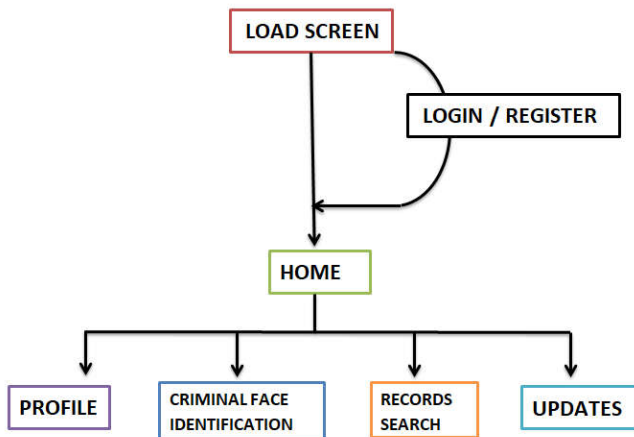 LOAD SCREEN
LOGIN / REGISTER
HOME
PROFILE
CRIMINAL FACE
IDENTIFICATION
RECORDS
SEARCH
UPDATES